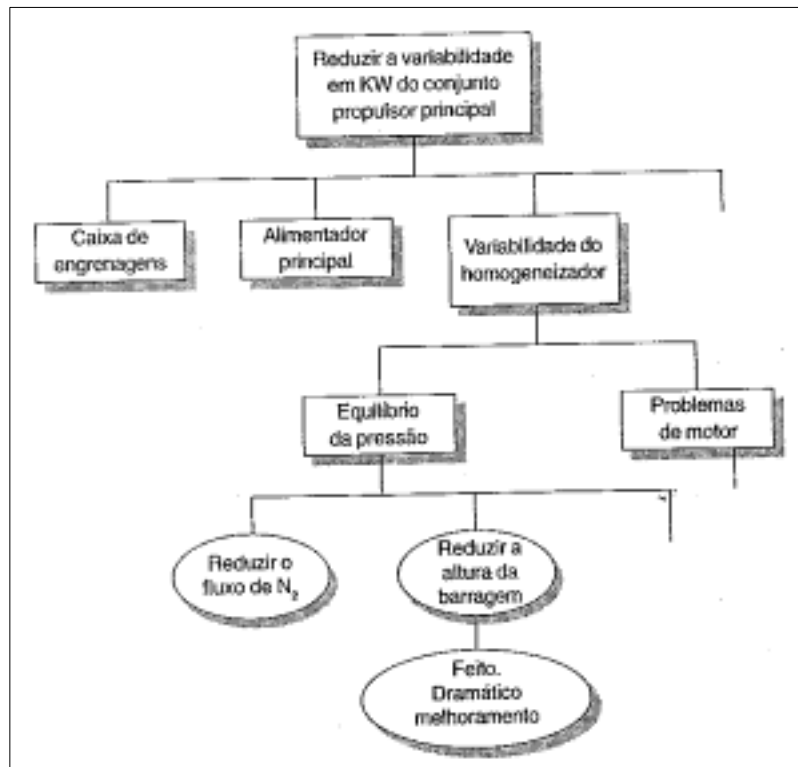 Reduzir a variabilidade
em KW do conjunto
propulsor principal
Caixa de
engrenagens
Alimentador
principal
Variabilidade do
homogeneizador
Equilíbrio
da pressão
Problemas
de motor
Reduzir o
fluxo de N₂
Reduzir a
altura da
barragem
Feito.
Dramático
melhoramento